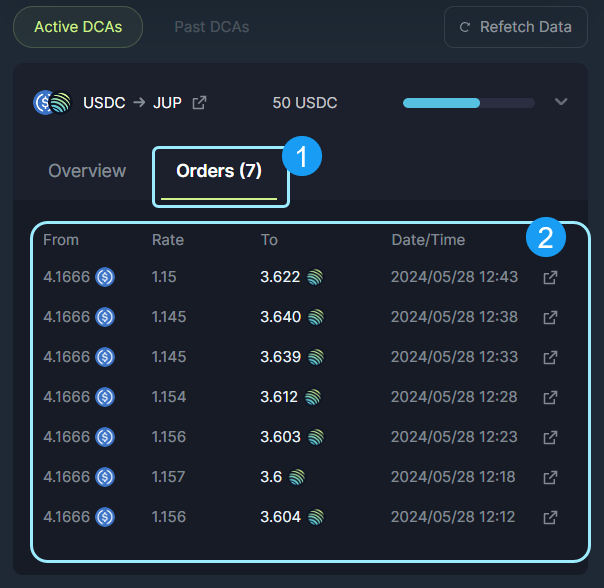 Active DCAs Past DCAs Refetch Data
USDC → JUP 50 USDC
Overview Orders (7) 1
From Rate To Date/Time 2
4.1666 1.15 3.622 2024/05/28 12:43
4.1666 1.145 3.640 2024/05/28 12:38
4.1666 1.145 3.639 2024/05/28 12:33
4.1666 1.154 3.612 2024/05/28 12:28
4.1666 1.156 3.603 2024/05/28 12:23
4.1666 1.157 3.6 2024/05/28 12:18
4.1666 1.156 3.604 2024/05/28 12:12